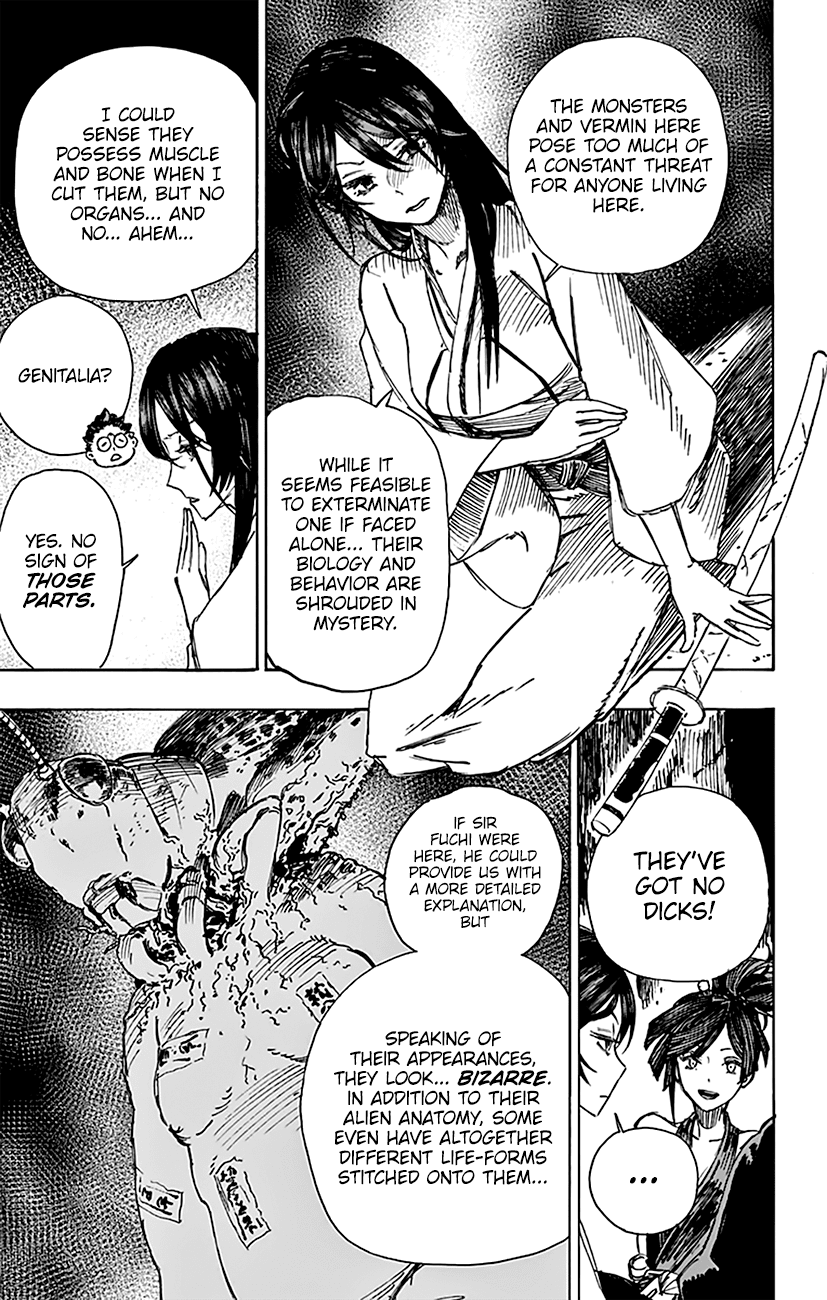 THE MONSTERS
AND VERMIN HERE
POSE TOO MUCH OF
A CONSTANT THREAT
FOR ANYONE LIVING
HERE.
WHILE IT
SEEMS FEASIBLE
TO EXTERMINATE
ONE IF FACED
ALONE... THEIR
BIOLOGY AND
BEHAVIOR ARE
SHROUDED IN
MYSTERY.
I COULD
SENSE THEY
POSSESS MUSCLE
AND BONE WHEN I
CUT THEM, BUT NO
ORGANS... AND
NO... AHEM...
GENITALIA?
YES. NO
SIGN OF
THOSE
PARTS.
THEY'VE
GOT NO
DICKS!
...
IF SIR
FUCHI WERE
HERE, HE COULD
PROVIDE US WITH
A MORE DETAILED
EXPLANATION,
BUT
SPEAKING OF
THEIR APPEARANCES,
THEY LOOK... BIZARRE.
IN ADDITION TO THEIR
ALIEN ANATOMY, SOME
EVEN HAVE ALTOGETHER
DIFFERENT LIFE-FORMS
STITCHED ONTO THEM...